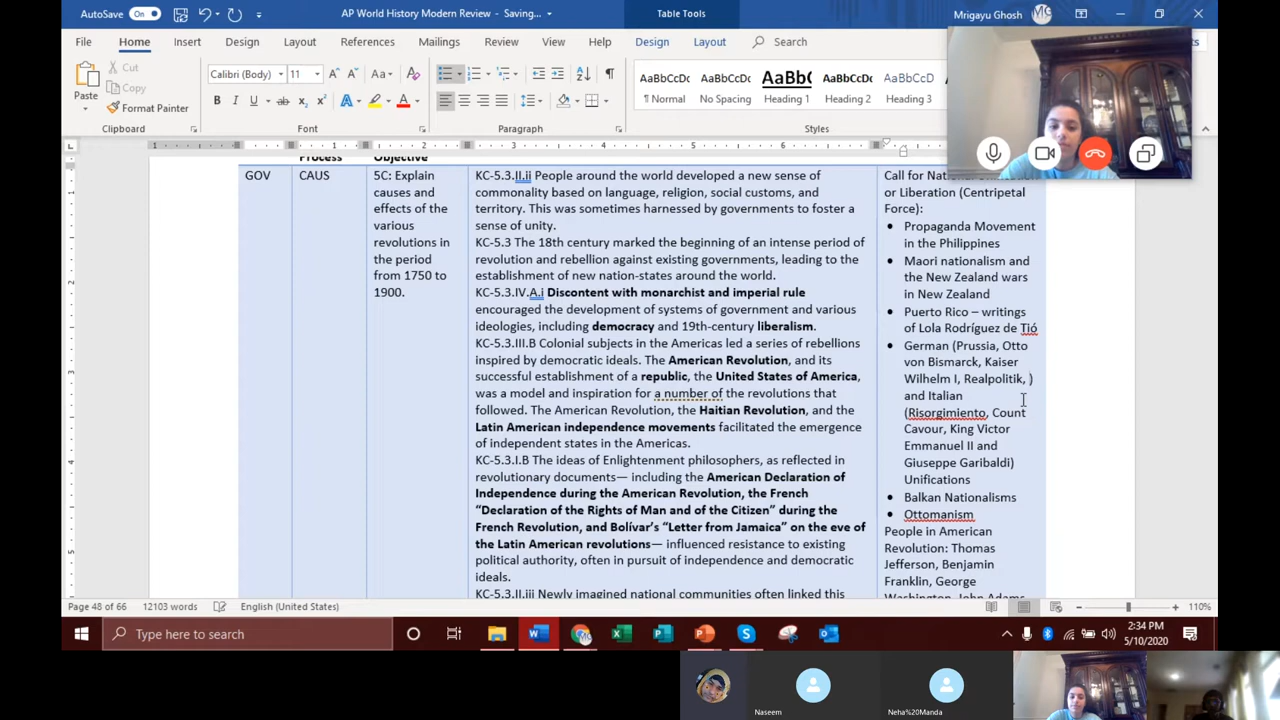 AutoSave On
AP World History Modern Review - Saving...
Table Tools
Mrigayu Ghosh
MG
File Home Insert Design Layout References Mailings Review View Help Design Layout Search
Cut
Copy
Paste
Format Painter
Clipboard
Calibri (Body) 11
Font
Paragraph
AaBbCcDc AaBbCcDc AaBbC AaBbCcDc AaBbCcD
¶ Normal No Spacing Heading 1 Heading 2 Heading 3
Styles
Process Objective
GOV
CAUS
5C: Explain
causes and
effects of the
various
revolutions in
the period
from 1750 to
1900.
KC-5.3.II.ii People around the world developed a new sense of
commonality based on language, religion, social customs, and
territory. This was sometimes harnessed by governments to foster a
sense of unity.
KC-5.3 The 18th century marked the beginning of an intense period of
revolution and rebellion against existing governments, leading to the
establishment of new nation-states around the world.
KC-5.3.IV.A.i Discontent with monarchist and imperial rule
encouraged the development of systems of government and various
ideologies, including democracy and 19th-century liberalism.
KC-5.3.III.B Colonial subjects in the Americas led a series of rebellions
inspired by democratic ideals. The American Revolution, and its
successful establishment of a republic, the United States of America,
was a model and inspiration for a number of the revolutions that
followed. The American Revolution, the Haitian Revolution, and the
Latin American independence movements facilitated the emergence
of independent states in the Americas.
KC-5.3.I.B The ideas of Enlightenment philosophers, as reflected in
revolutionary documents— including the American Declaration of
Independence during the American Revolution, the French
“Declaration of the Rights of Man and of the Citizen” during the
French Revolution, and Bolívar’s “Letter from Jamaica” on the eve of
the Latin American revolutions— influenced resistance to existing
political authority, often in pursuit of independence and democratic
ideals.
KC-5.3.II.iii Newly imagined national communities often linked this
Call for National
or Liberation (Centripetal
Force):
• Propaganda Movement
in the Philippines
• Maori nationalism and
the New Zealand wars
in New Zealand
• Puerto Rico – writings
of Lola Rodríguez de Tió
• German (Prussia, Otto
von Bismarck, Kaiser
Wilhelm I, Realpolitik, )
and Italian
(Risorgimiento, Count
Cavour, King Victor
Emmanuel II and
Giuseppe Garibaldi)
Unifications
• Balkan Nationalisms
• Ottomanism
People in American
Revolution: Thomas
Jefferson, Benjamin
Franklin, George
Washington, John Adams
Page 48 of 66 12103 words English (United States) 110%
Type here to search
2:34 PM
5/10/2020
Naseem
Neha%20Manda